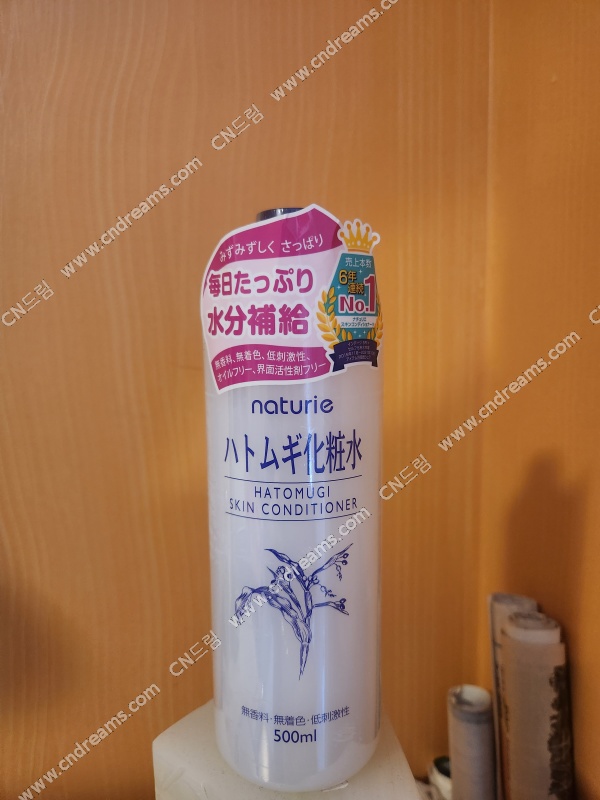 みずみずしく さっぱり
毎日たっぷり
水分補給
無香料、無着色、低刺激性、
オイルフリー、界面活性剤フリー
売上本数
6年
連続
No.1
naturie
ハトムギ化粧水
HATOMUGI
SKIN CONDITIONER
無香料・無着色・低刺激性
500ml
CN드림 www.cndreams.com